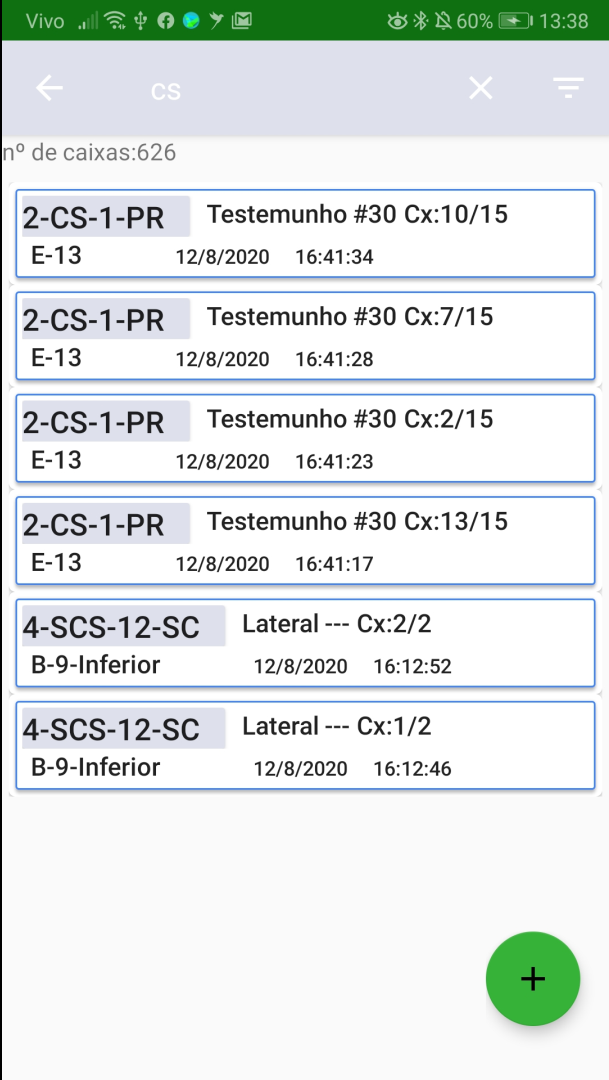 Vivo 60% 13:38
cs
nº de caixas:626
2-CS-1-PR Testemunho #30 Cx:10/15
E-13 12/8/2020 16:41:34
2-CS-1-PR Testemunho #30 Cx:7/15
E-13 12/8/2020 16:41:28
2-CS-1-PR Testemunho #30 Cx:2/15
E-13 12/8/2020 16:41:23
2-CS-1-PR Testemunho #30 Cx:13/15
E-13 12/8/2020 16:41:17
4-SCS-12-SC Lateral --- Cx:2/2
B-9-Inferior 12/8/2020 16:12:52
4-SCS-12-SC Lateral --- Cx:1/2
B-9-Inferior 12/8/2020 16:12:46
+